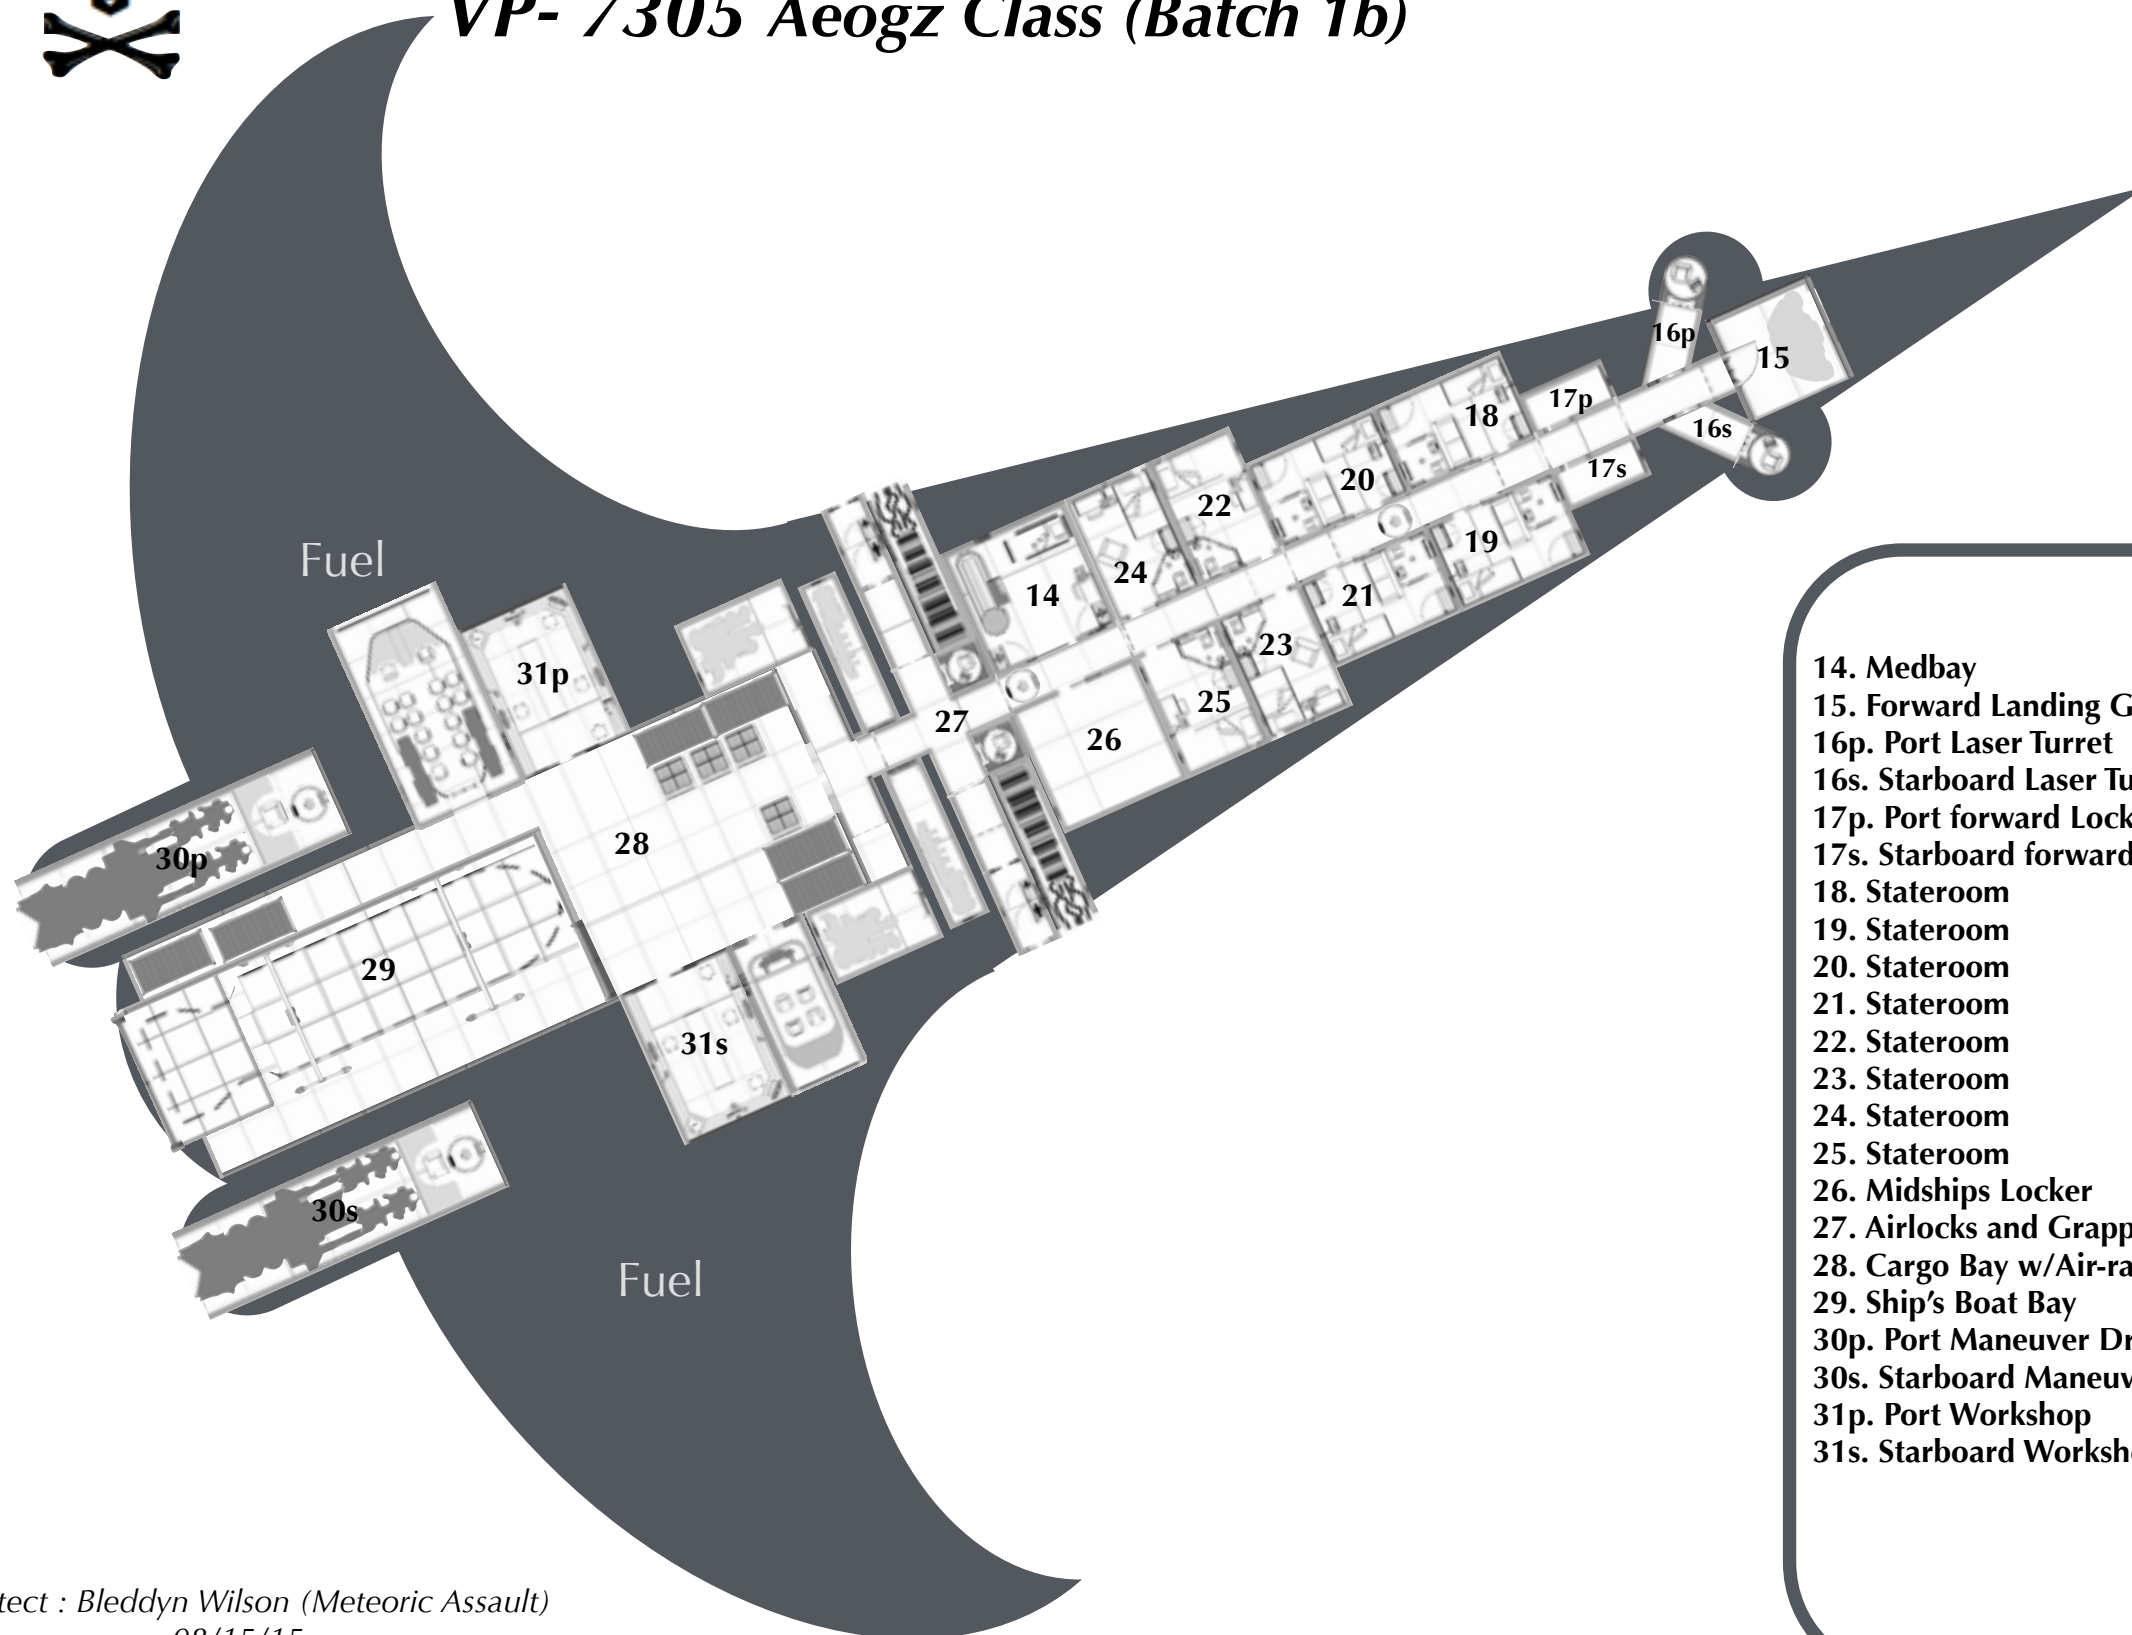 VP- 7305 Aeogz Class (Batch 1b)
16p
15
17p
18
16s
17s
20
22
19
Fuel
24
14
21
23
31p
25
27
26
28
30p
29
31s
30s
Fuel
14. Medbay
15. Forward Landing G
16p. Port Laser Turret
16s. Starboard Laser Tu
17p. Port forward Lock
17s. Starboard forward
18. Stateroom
19. Stateroom
20. Stateroom
21. Stateroom
22. Stateroom
23. Stateroom
24. Stateroom
25. Stateroom
26. Midships Locker
27. Airlocks and Grapp
28. Cargo Bay w/Air-ra
29. Ship's Boat Bay
30p. Port Maneuver Dr
30s. Starboard Maneuv
31p. Port Workshop
31s. Starboard Worksh
tect : Bleddyn Wilson (Meteoric Assault)
08/15/15